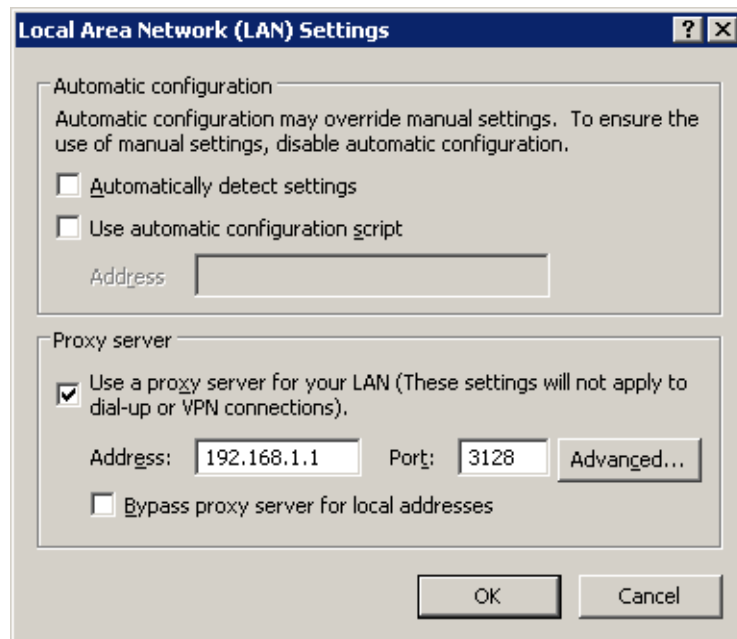 Local Area Network (LAN) Settings
Automatic configuration
Automatic configuration may override manual settings. To ensure the
use of manual settings, disable automatic configuration.
Automatically detect settings
Use automatic configuration script
Address
Proxy server
Use a proxy server for your LAN (These settings will not apply to
dial-up or VPN connections).
Address: 192.168.1.1 Port: 3128 Advanced...
Bypass proxy server for local addresses
OK Cancel